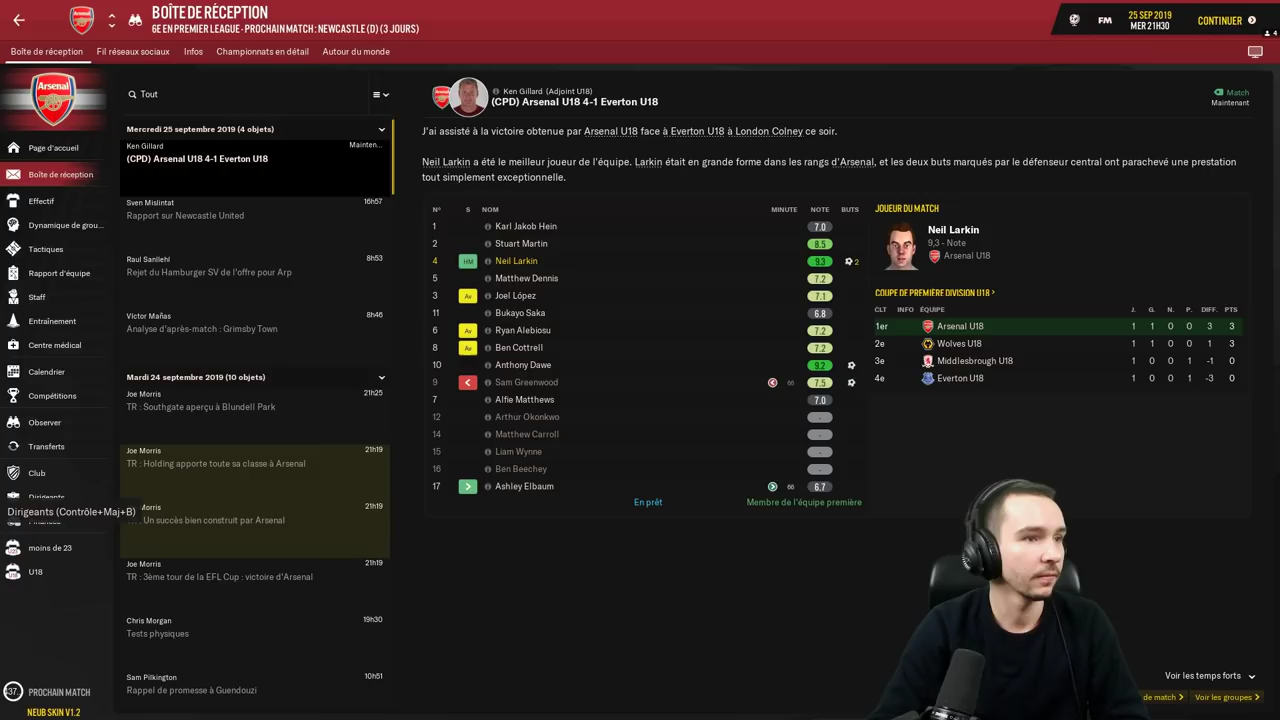 BOÎTE DE RÉCEPTION
6E EN PREMIER LEAGUE · PROCHAIN MATCH : NEWCASTLE (D) (3 JOURS)
FM
25 SEP 2019
MER 21H30
CONTINUER
4
Boîte de réception
Fil réseaux sociaux
Infos
Championnats en détail
Autour du monde
Arsenal
Page d'accueil
Boîte de réception
Effectif
Dynamique de grou...
Tactiques
Rapport d'équipe
Staff
Entraînement
Centre médical
Calendrier
Compétitions
Observer
Transferts
Club
Dirigeants
Dirigeants (Contrôle+Maj+B)
moins de 23
U18
PROCHAIN MATCH
NEUB SKIN V1.2
Tout
Mercredi 25 septembre 2019 (4 objets)
Ken Gillard
Mainten...
(CPD) Arsenal U18 4-1 Everton U18
Sven Mislintat
16h57
Rapport sur Newcastle United
Raul Sanllehí
8h53
Rejet du Hamburger SV de l'offre pour Arp
Víctor Mañas
8h46
Analyse d'après-match : Grimsby Town
Mardi 24 septembre 2019 (10 objets)
Joe Morris
21h25
TR : Southgate aperçu à Blundell Park
Joe Morris
21h19
TR : Holding apporte toute sa classe à Arsenal
Morris
21h19
Un succès bien construit par Arsenal
Joe Morris
21h19
TR : 3ème tour de la EFL Cup : victoire d'Arsenal
Chris Morgan
19h30
Tests physiques
Sam Pilkington
10h51
Rappel de promesse à Guendouzi
Ken Gillard (Adjoint U18)
(CPD) Arsenal U18 4-1 Everton U18
Match
Maintenant
J'ai assisté à la victoire obtenue par Arsenal U18 face à Everton U18 à London Colney ce soir.
Neil Larkin a été le meilleur joueur de l'équipe. Larkin était en grande forme dans les rangs d'Arsenal, et les deux buts marqués par le défenseur central ont parachevé une prestation
tout simplement exceptionnelle.
N° S NOM MINUTE NOTE BUTS
1 Karl Jakob Hein 7.0
2 Stuart Martin 8.5
4 HM Neil Larkin 9.3 2
5 Matthew Dennis 7.2
3 Av Joel López 7.1
11 Bukayo Saka 6.8
6 Av Ryan Alebiosu 7.2
8 Av Ben Cottrell 7.2
10 Anthony Dawe 9.2
9 Sam Greenwood 66 7.5
7 Alfie Matthews 7.0
12 Arthur Okonkwo -
14 Matthew Carroll -
15 Liam Wynne -
16 Ben Beechey -
17 Ashley Elbaum 66 6.7
En prêt
Membre de l'équipe première
JOUEUR DU MATCH
Neil Larkin
9,3 - Note
Arsenal U18
COUPE DE PREMIÈRE DIVISION U18 >
CLT INFO ÉQUIPE J. G. N. P. DIFF. PTS
1er Arsenal U18 1 1 0 0 3 3
2e Wolves U18 1 1 0 0 1 3
3e Middlesbrough U18 1 0 0 1 -1 0
4e Everton U18 1 0 0 1 -3 0
Voir les temps forts
de match >
Voir les groupes >